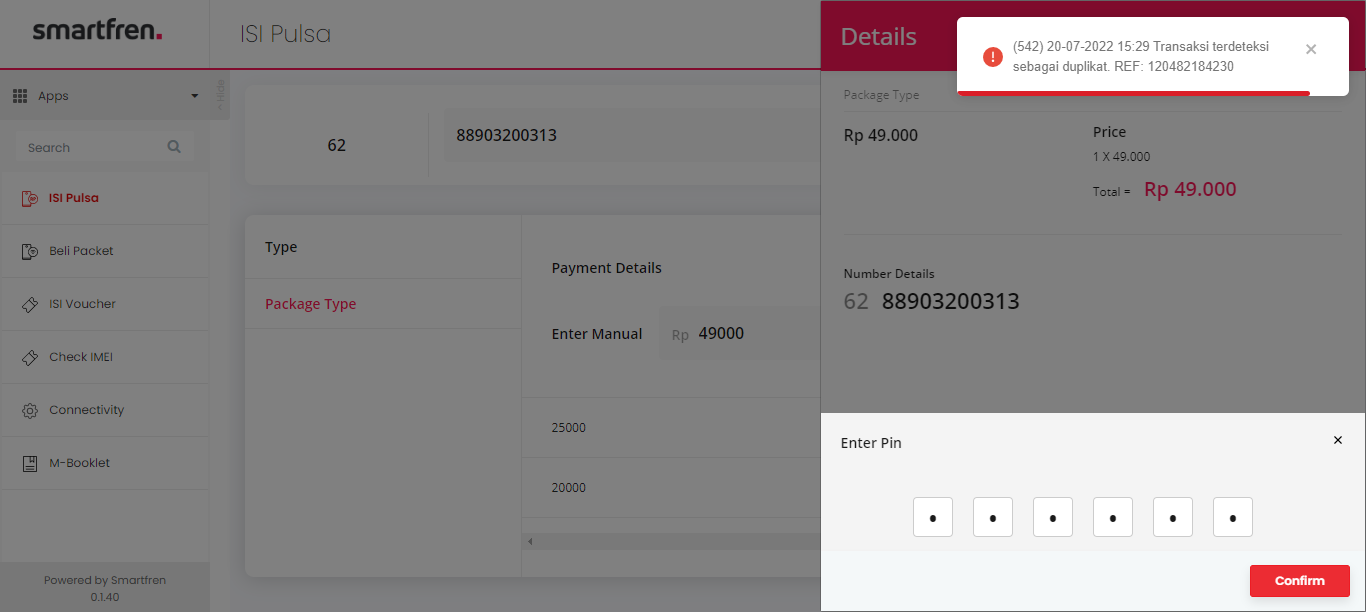 smartfren.
Apps
< Hide
Search
ISI Pulsa
Beli Packet
ISI Voucher
Check IMEI
Connectivity
M-Booklet
Powered by Smartfren
0.1.40
ISI Pulsa
62
88903200313
Type
Package Type
Payment Details
Enter Manual
Rp 49000
25000
20000
Details
(542) 20-07-2022 15:29 Transaksi terdeteksi
sebagai duplikat. REF: 120482184230
Package Type
Rp 49.000
Price
1 X 49.000
Total = Rp 49.000
Number Details
62 88903200313
Enter Pin
Confirm